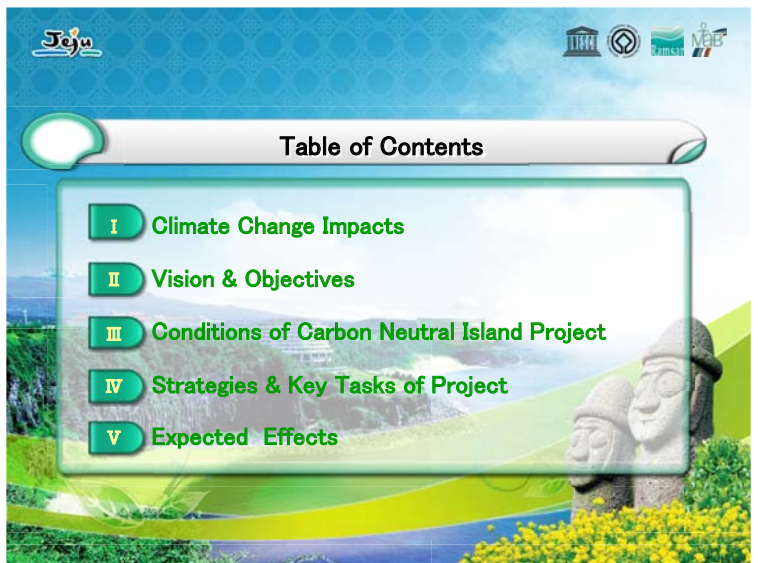 Jeju
UNESCO
Ramsar
MaB
Table of Contents
I Climate Change Impacts
II Vision & Objectives
III Conditions of Carbon Neutral Island Project
IV Strategies & Key Tasks of Project
V Expected Effects